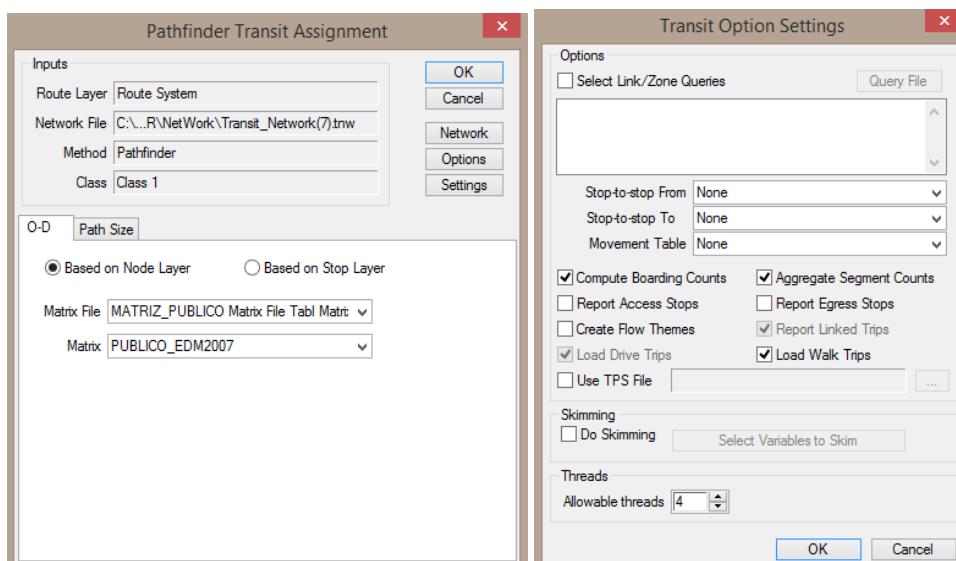 Pathfinder Transit Assignment
Inputs
Route Layer Route System
Network File C:\...R\NetWork\Transit_Network(7).tnw
Method Pathfinder
Class Class 1
OK
Cancel
Network
Options
Settings
O-D Path Size
Based on Node Layer Based on Stop Layer
Matrix File MATRIZ_PUBLICO Matrix File Tabl Matri:
Matrix PUBLICO_EDM2007
Transit Option Settings
Options
Select Link/Zone Queries Query File
Stop-to-stop From None
Stop-to-stop To None
Movement Table None
Compute Boarding Counts Aggregate Segment Counts
Report Access Stops Report Egress Stops
Create Flow Themes Report Linked Trips
Load Drive Trips Load Walk Trips
Use TPS File ...
Skimming
Do Skimming Select Variables to Skim
Threads
Allowable threads 4
OK Cancel